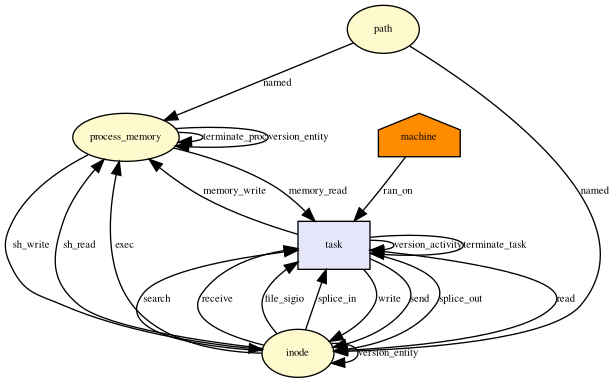 path
named
process_memory
terminate_proc
version_entity
machine
memory_write
memory_read
ran_on
named
sh_write
sh_read
exec
task
version_activity
terminate_task
search
receive
file_sigio
splice_in
write
send
splice_out
read
inode
version_entity